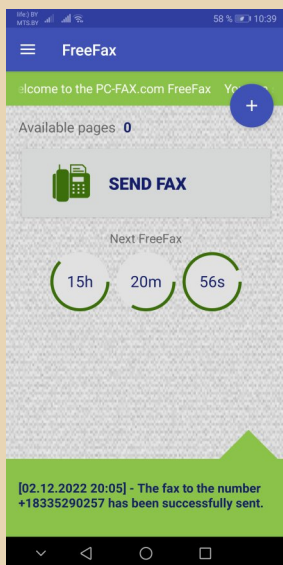 life:) BY
MTS.BY
58 % 10:39
FreeFax
elcome to the PC-FAX.com FreeFax
+
Available pages 0
SEND FAX
Next FreeFax
15h 20m 56s
[02.12.2022 20:05] - The fax to the number
+18335290257 has been successfully sent.